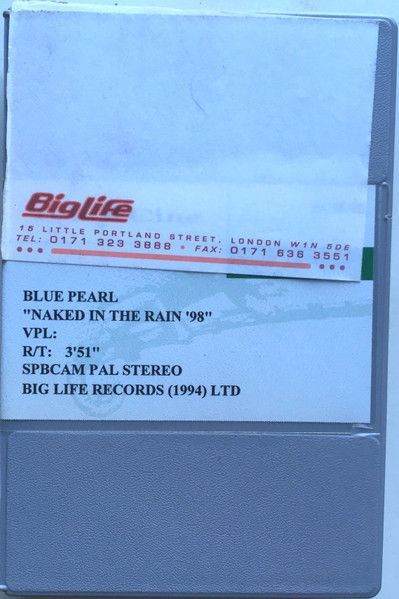 BigLife
15 LITTLE PORTLAND STREET, LONDON W1N 5DE
TEL: 0171 323 3888 • FAX: 0171 636 3551
BLUE PEARL
"NAKED IN THE RAIN '98"
VPL:
R/T: 3'51"
SPBCAM PAL STEREO
BIG LIFE RECORDS (1994) LTD